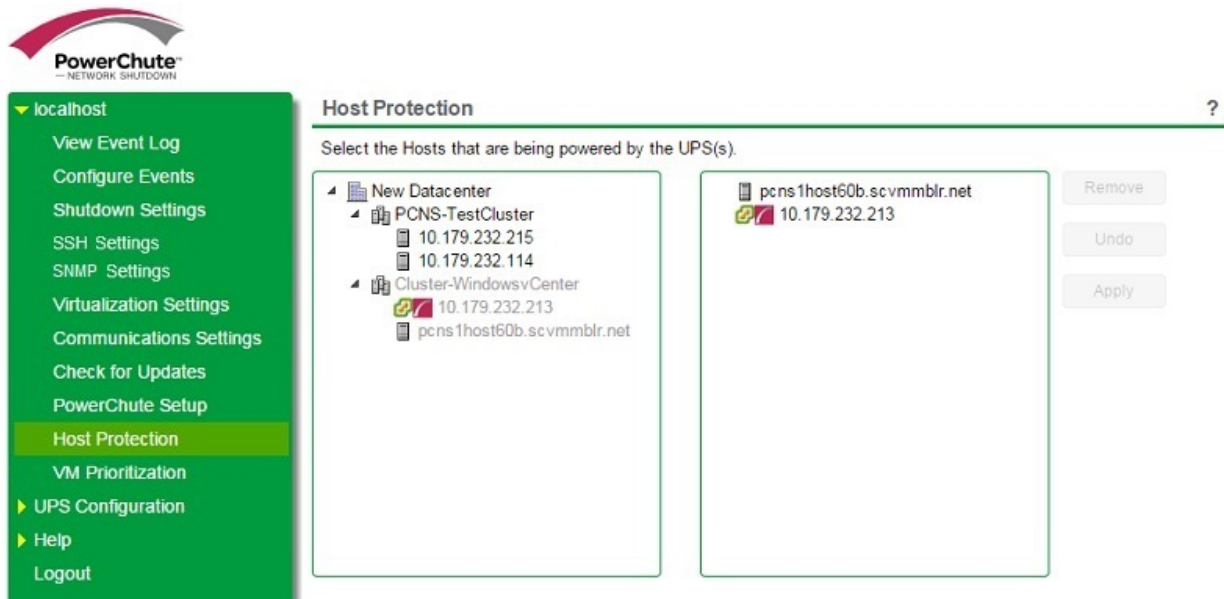 PowerChute™
— NETWORK SHUTDOWN
localhost
View Event Log
Configure Events
Shutdown Settings
SSH Settings
SNMP Settings
Virtualization Settings
Communications Settings
Check for Updates
PowerChute Setup
Host Protection
VM Prioritization
UPS Configuration
Help
Logout
Host Protection ?
Select the Hosts that are being powered by the UPS(s).
New Datacenter
PCNS-TestCluster
10.179.232.215
10.179.232.114
Cluster-WindowsvCenter
10.179.232.213
pcns1host60b.scvmmblr.net
pcns1host60b.scvmmblr.net
10.179.232.213
Remove
Undo
Apply